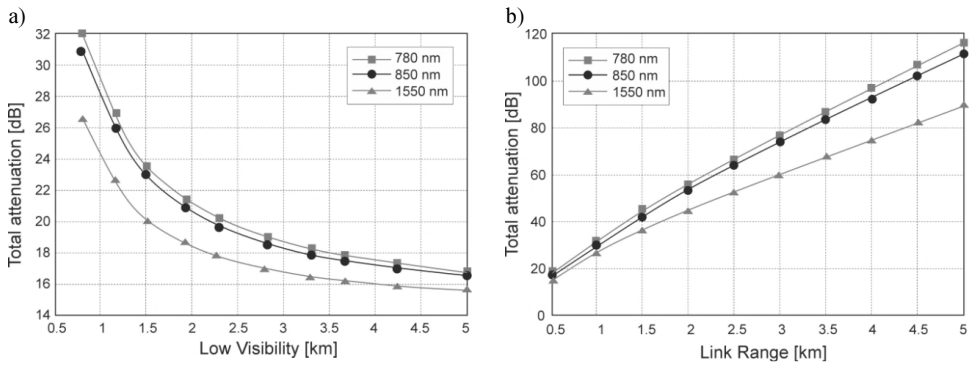 a)
32
30
28
26
24
22
20
18
16
14
Total attenuation [dB]
780 nm
850 nm
1550 nm
0.5 1 1.5 2 2.5 3 3.5 4 4.5 5
Low Visibility [km]
b)
120
100
80
60
40
20
0
Total attenuation [dB]
780 nm
850 nm
1550 nm
0.5 1 1.5 2 2.5 3 3.5 4 4.5 5
Link Range [km]